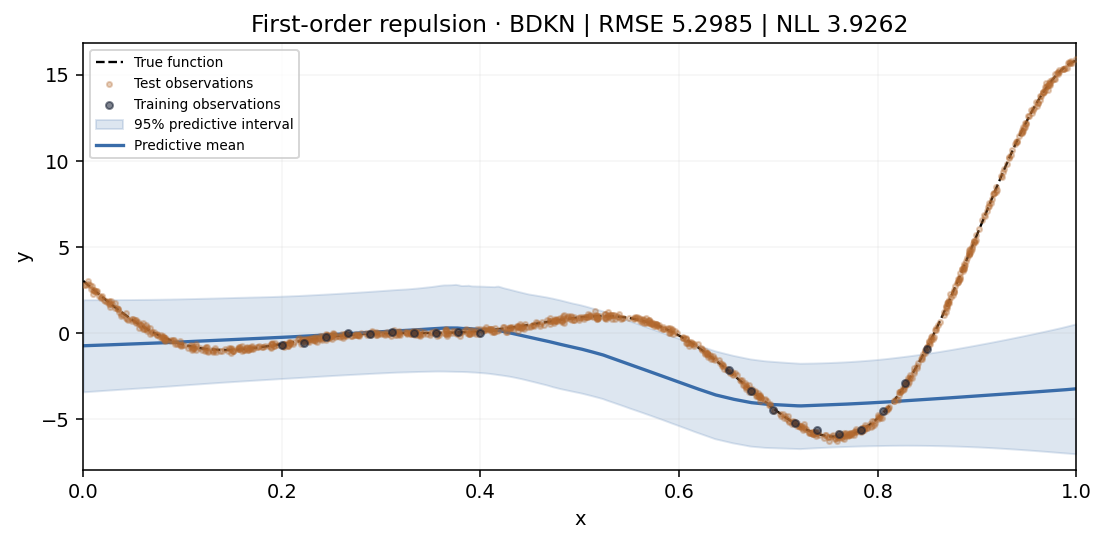 First-order repulsion · BDKN | RMSE 5.2985 | NLL 3.9262
True function
Test observations
Training observations
95% predictive interval
Predictive mean
y
15
10
5
0
−5
0.0 0.2 0.4 0.6 0.8 1.0
x